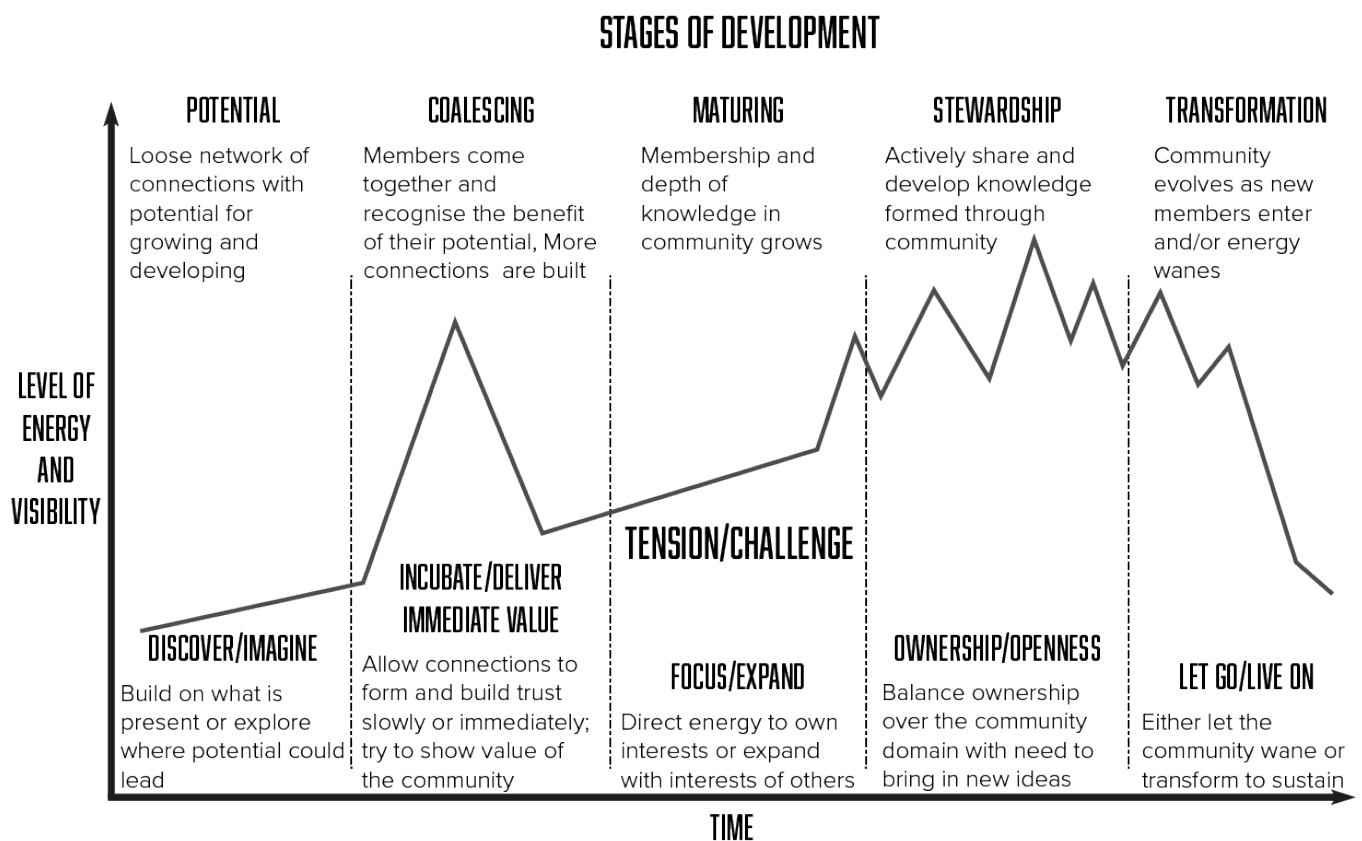 STAGES OF DEVELOPMENT
POTENTIAL
Loose network of
connections with
potential for
growing and
developing
COALESCING
Members come
together and
recognise the benefit
of their potential, More
connections are built
MATURING
Membership and
depth of
knowledge in
community grows
STEWARDSHIP
Actively share and
develop knowledge
formed through
community
TRANSFORMATION
Community
evolves as new
members enter
and/or energy
wanes
LEVEL OF
ENERGY
AND
VISIBILITY
TENSION/CHALLENGE
DISCOVER/IMAGINE
Build on what is
present or explore
where potential could
lead
INCUBATE/DELIVER
IMMEDIATE VALUE
Allow connections to
form and build trust
slowly or immediately;
try to show value of
the community
FOCUS/EXPAND
Direct energy to own
interests or expand
with interests of others
OWNERSHIP/OPENNESS
Balance ownership
over the community
domain with need to
bring in new ideas
LET GO/LIVE ON
Either let the
community wane or
transform to sustain
TIME